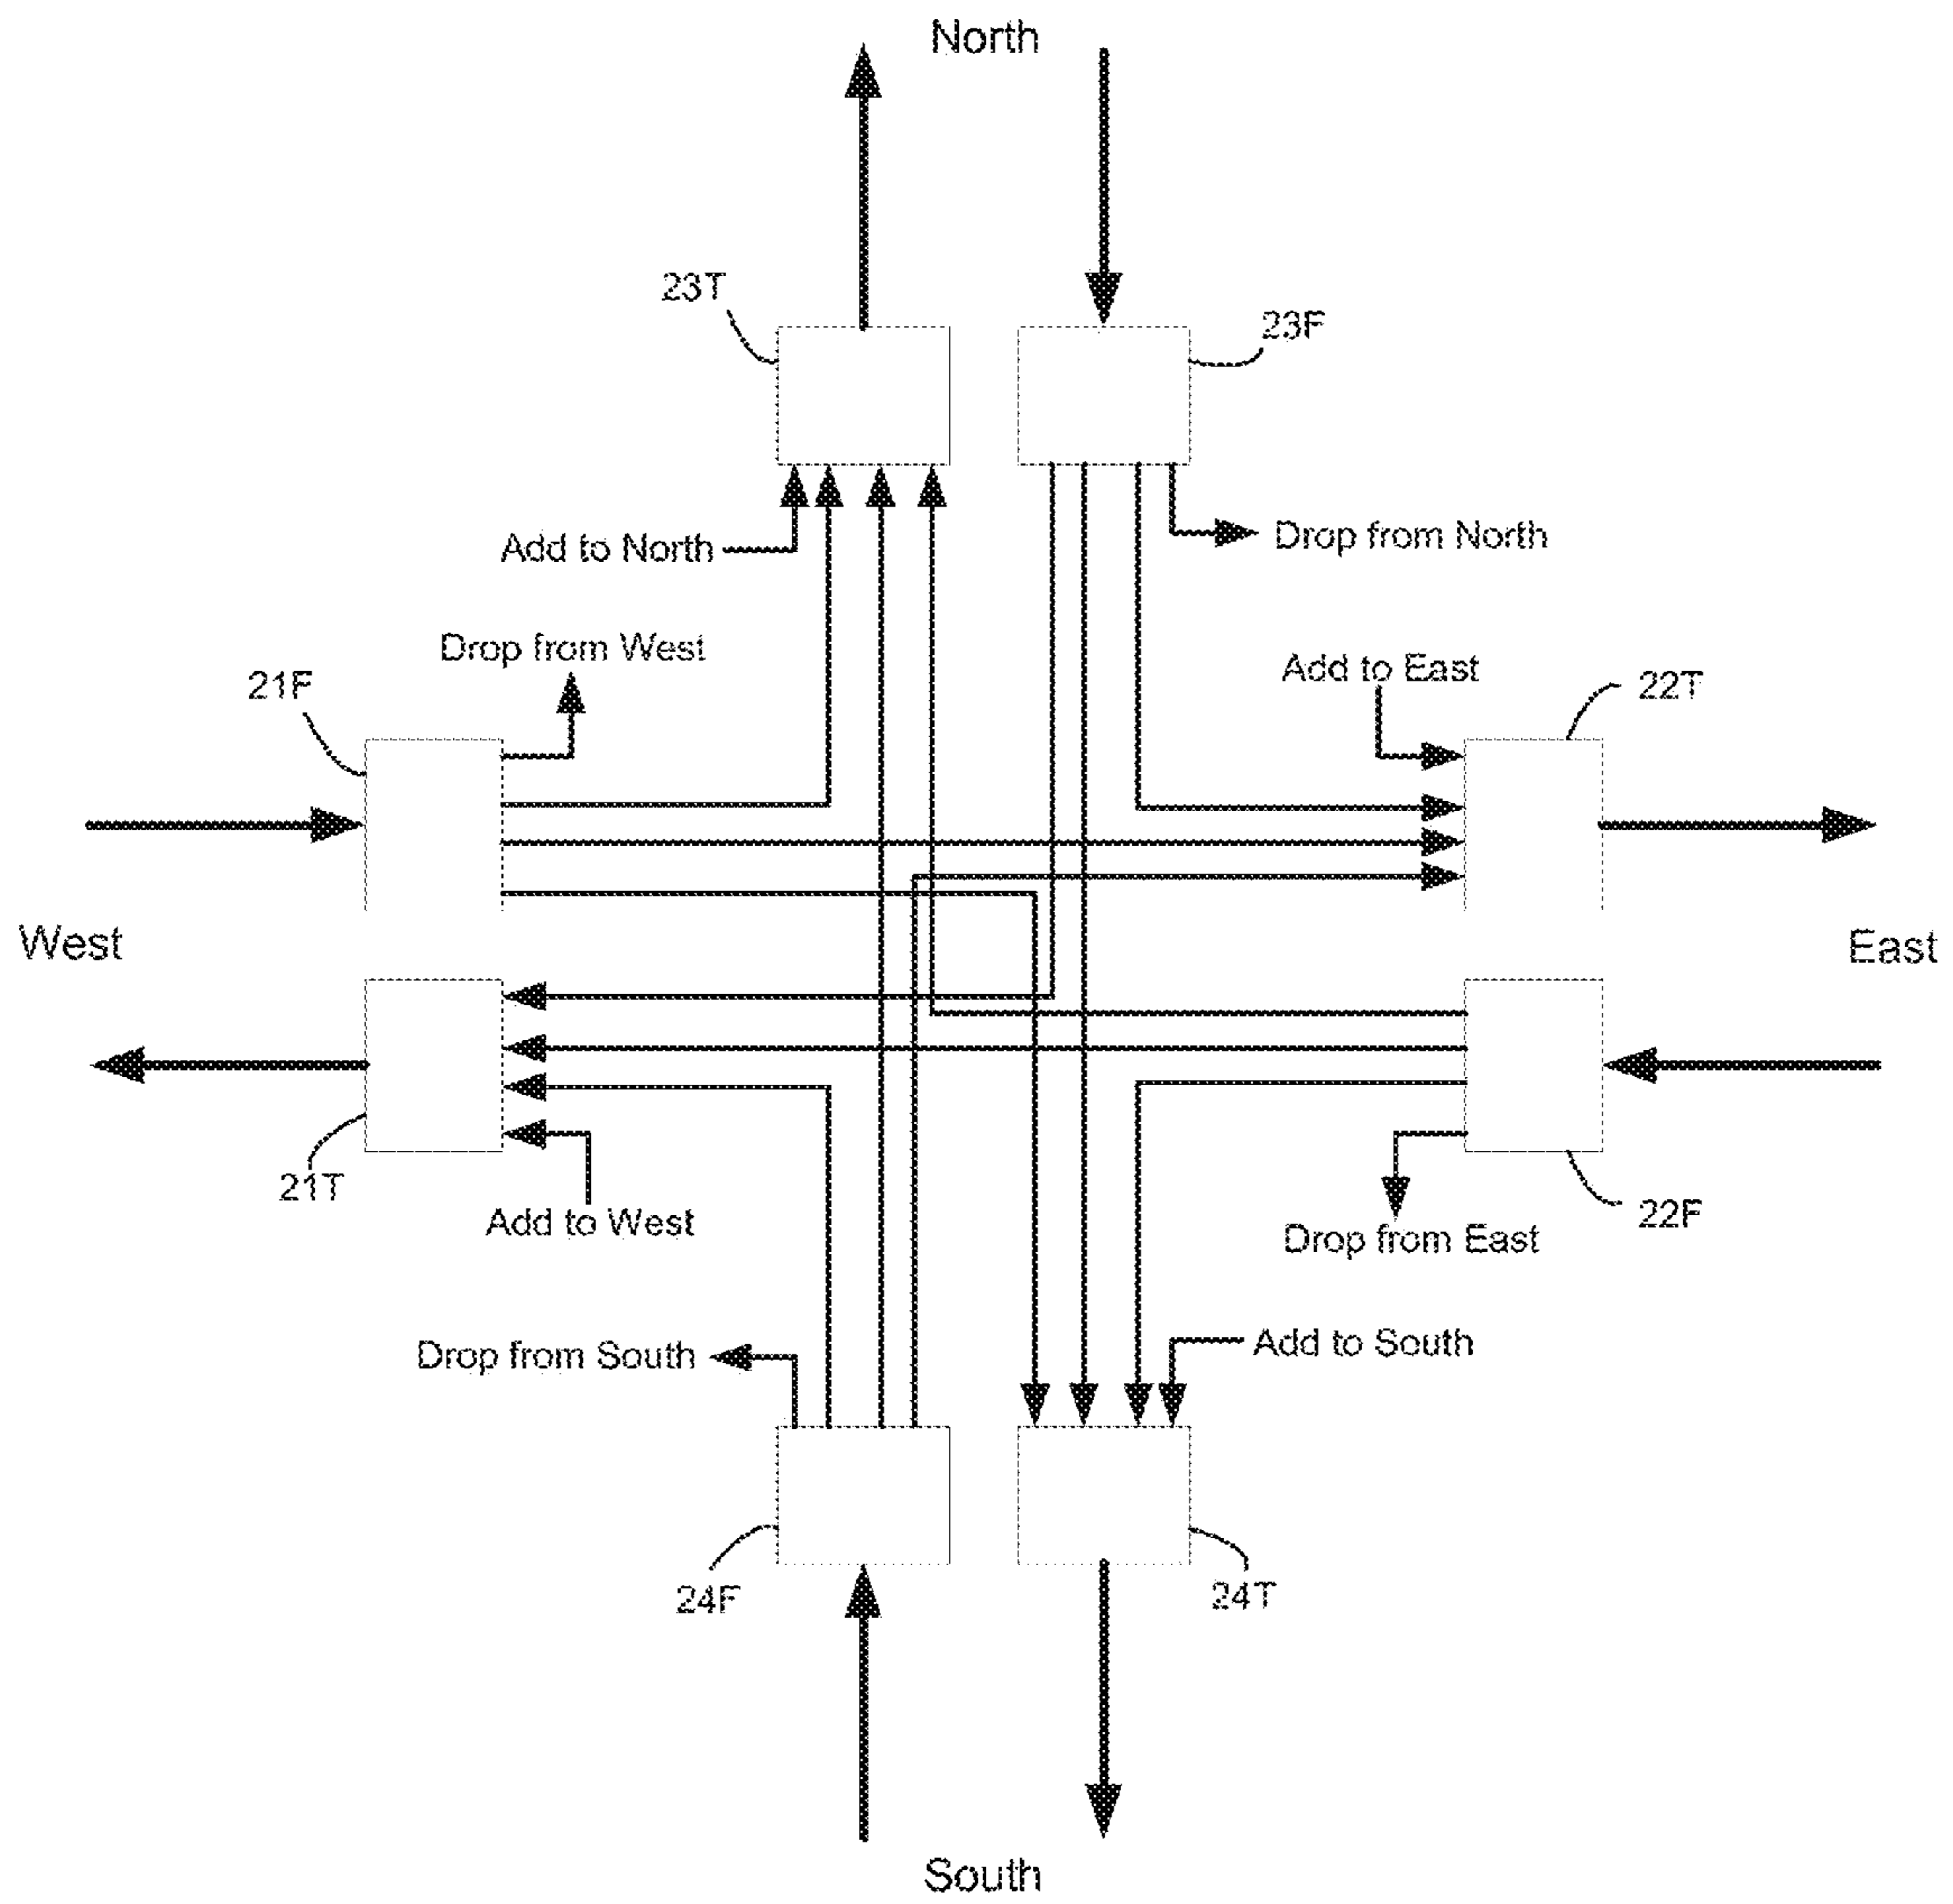 North
23T
23F
Add to North
Drop from North
Drop from West
Add to East
21F
22T
West
East
21T
Add to West
22F
Drop from East
Drop from South
Add to South
24F
24T
South